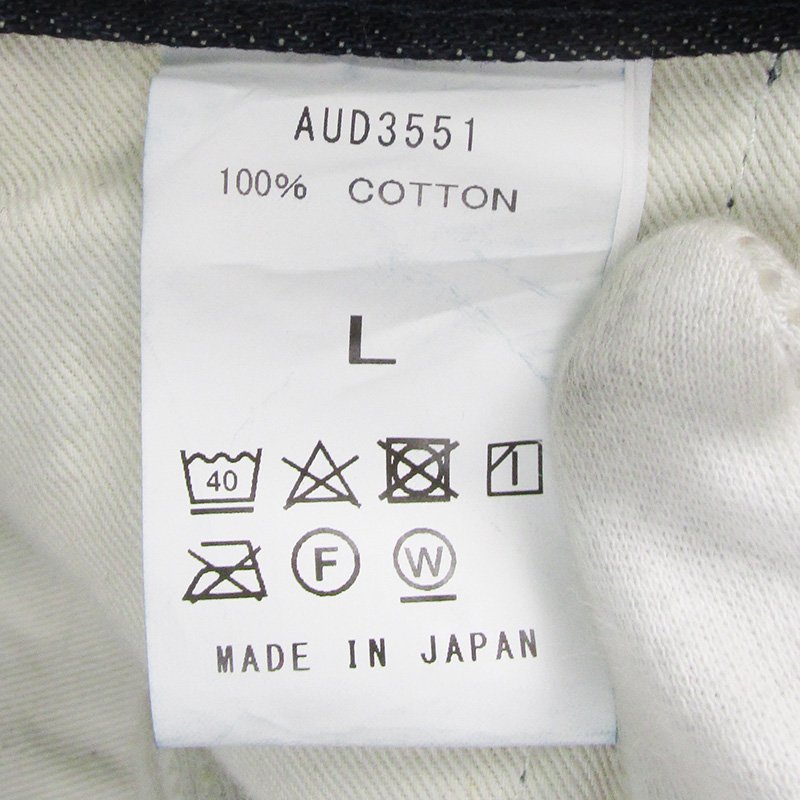 AUD3551
100% COTTON
L
40
F W
MADE IN JAPAN